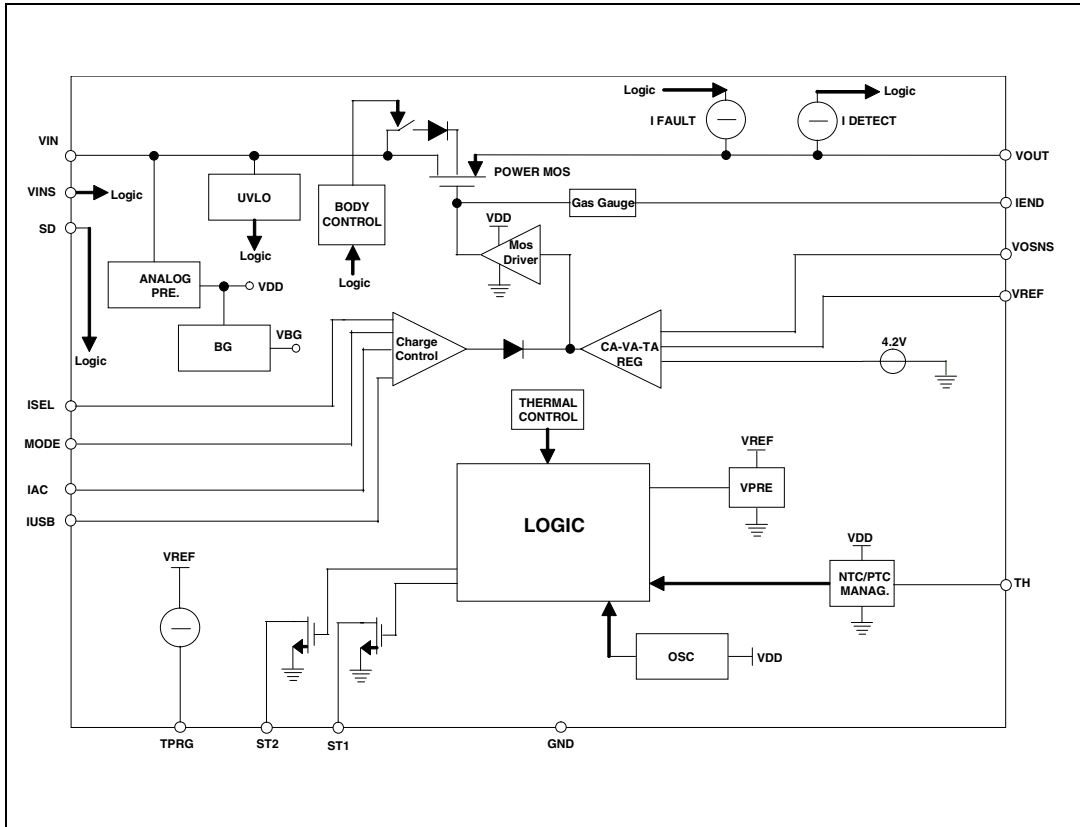 Logic
Logic
I FAULT
I DETECT
VIN
VOUT
POWER MOS
VINS
Logic
UVLO
BODY
CONTROL
Gas Gauge
IEND
SD
VDD
Mos
Driver
VOSNS
Logic
Logic
ANALOG
PRE.
VDD
VREF
BG
VBG
Charge
Control
CA-VA-TA
REG
4.2V
Logic
ISEL
THERMAL
CONTROL
MODE
VREF
IAC
VPRE
IUSB
LOGIC
VDD
VREF
NTC/PTC
MANAG.
TH
OSC
VDD
TPRG
ST2
ST1
GND